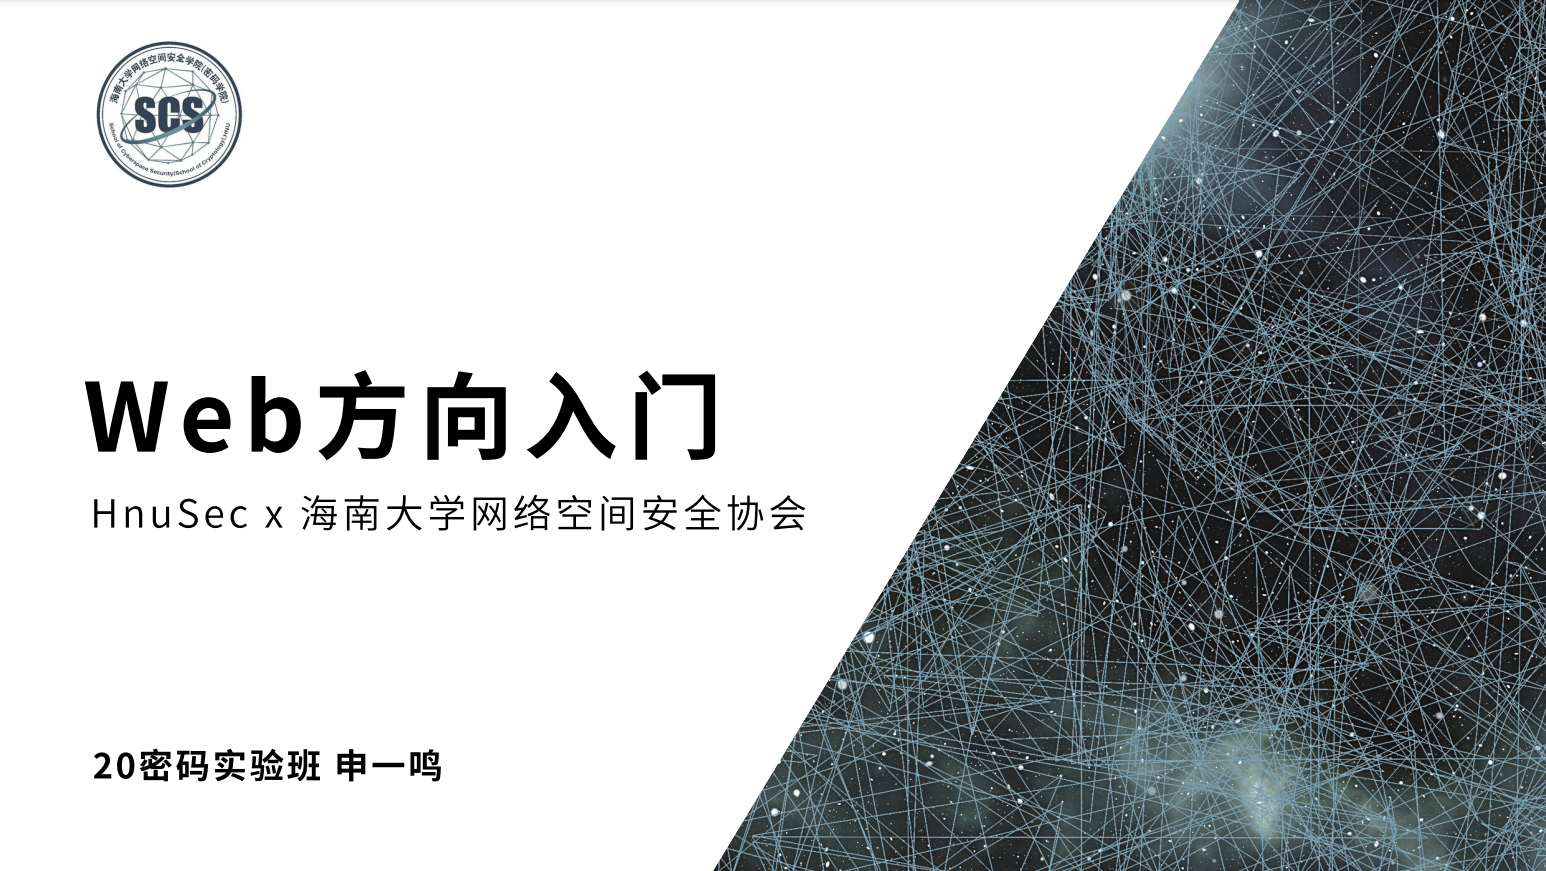 海南大学网络空间安全学院(密码学院)
SCS
School of Cyberspace Security(School of Cryptology),HNU
Web方向入门
HnuSec x 海南大学网络空间安全协会
20密码实验班 申一鸣